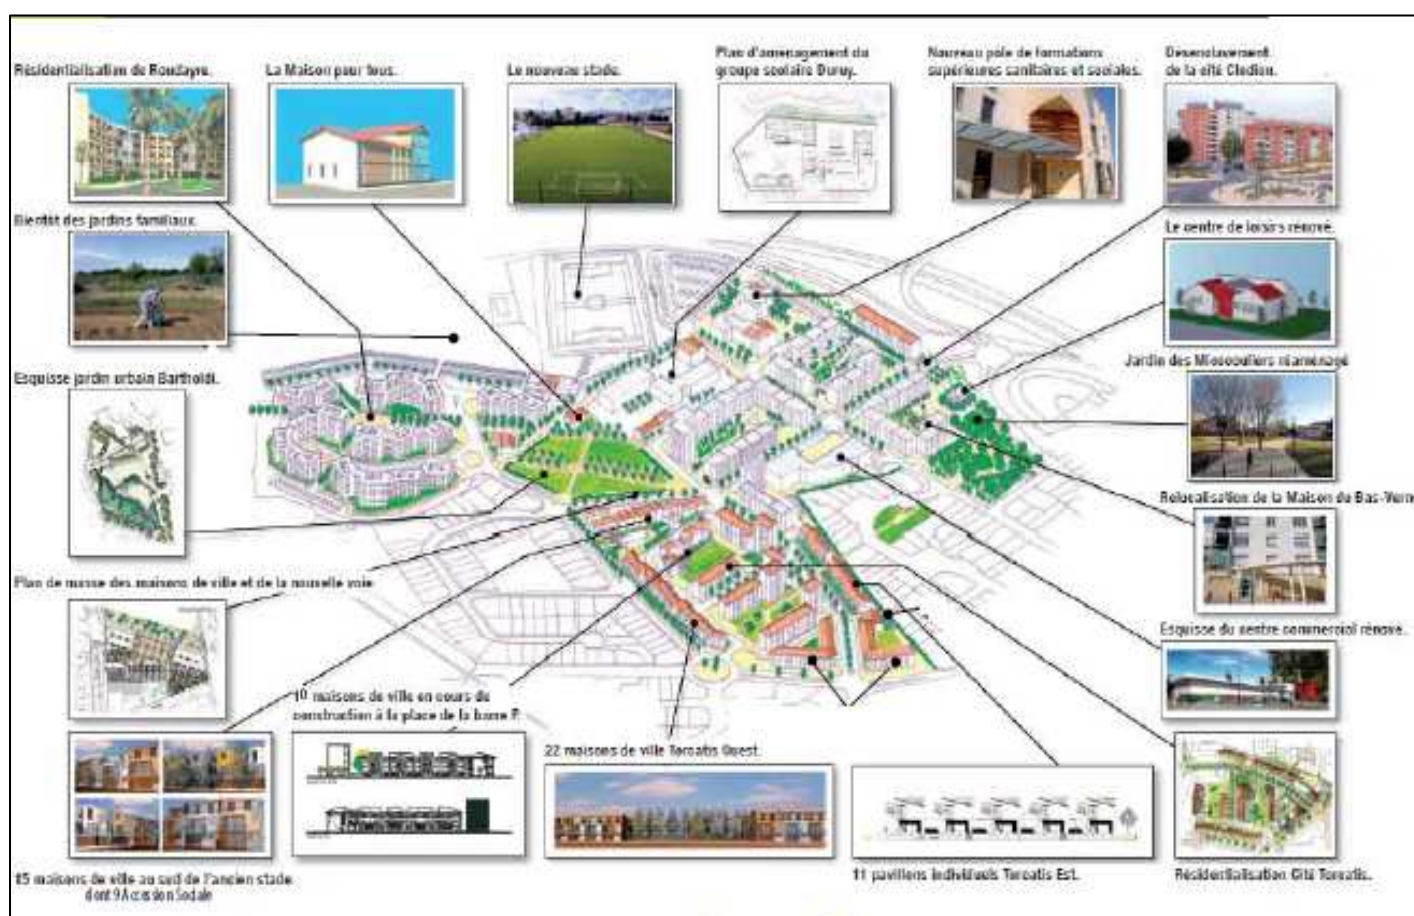 Résidentialisation de Roudayre.
La Maison pour tous.
Le nouveau stade.
Plan d'aménagement du
groupe scolaire Duruy.
Nouveau pôle de formations
supérieures sanitaires et sociales.
Désenclavement
de la cité Clodion.
Bientôt des jardins familiaux.
Le centre de loisirs rénové.
Esquisse jardin urbain Bartholdi.
Jardin des Micocouliers réaménagé
Relocalisation de la Maison du Bas-Vern
Plan de masse des maisons de ville et de la nouvelle voie
Esquisse du centre commercial rénové.
10 maisons de ville en cours de
construction à la place de la barre P.
22 maisons de ville Torcatis Ouest.
15 maisons de ville au sud de l'ancien stade
dont 9 Accession Sociale
11 pavillons individuels Torcatis Est.
Résidentialisation Cité Torcatis.